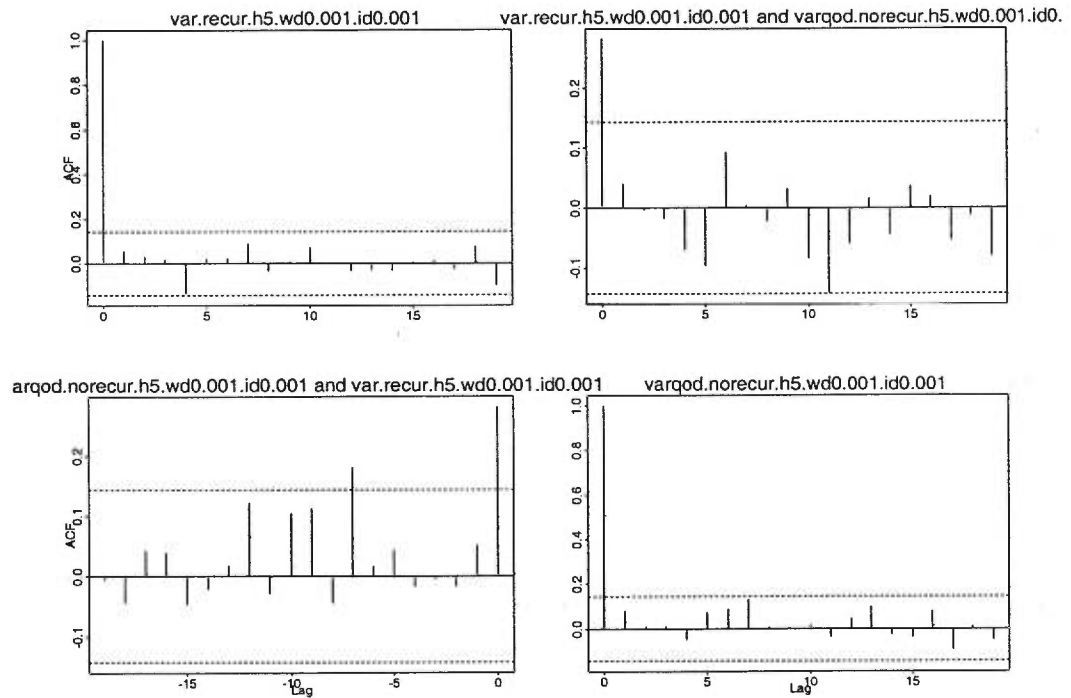 var.recur.h5.wd0.001.id0.001
var.recur.h5.wd0.001.id0.001 and varqod.norecur.h5.wd0.001.id0.
ACF
0.0 0.2 0.4 0.6 0.8 1.0
0 5 10 15
-0.1 0.0 0.1 0.2
0 5 10 15
arqod.norecur.h5.wd0.001.id0.001 and var.recur.h5.wd0.001.id0.001
varqod.norecur.h5.wd0.001.id0.001
ACF
-0.1 0.0 0.1 0.2
-15 -10 -5 0
Lag
0.0 0.2 0.4 0.6 0.8 1.0
0 5 10 15
Lag